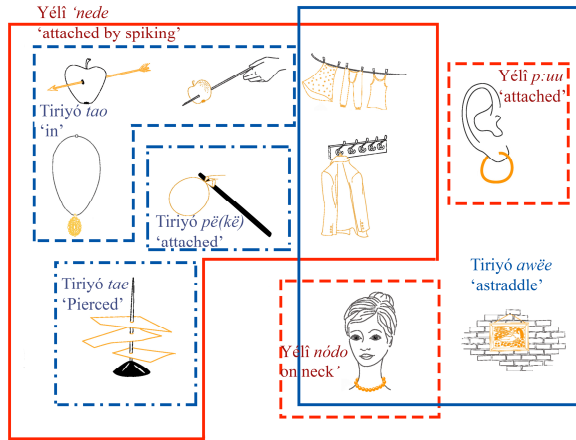 Yélî ‘nede
‘attached by spiking’
Tiriyó tao
‘in’
Tiriyó pë(kë)
‘attached’
Tiriyó tae
‘Pierced’
Yélî p:uu
‘attached’
Tiriyó awëe
‘astraddle’
Yélî nódo
on neck’